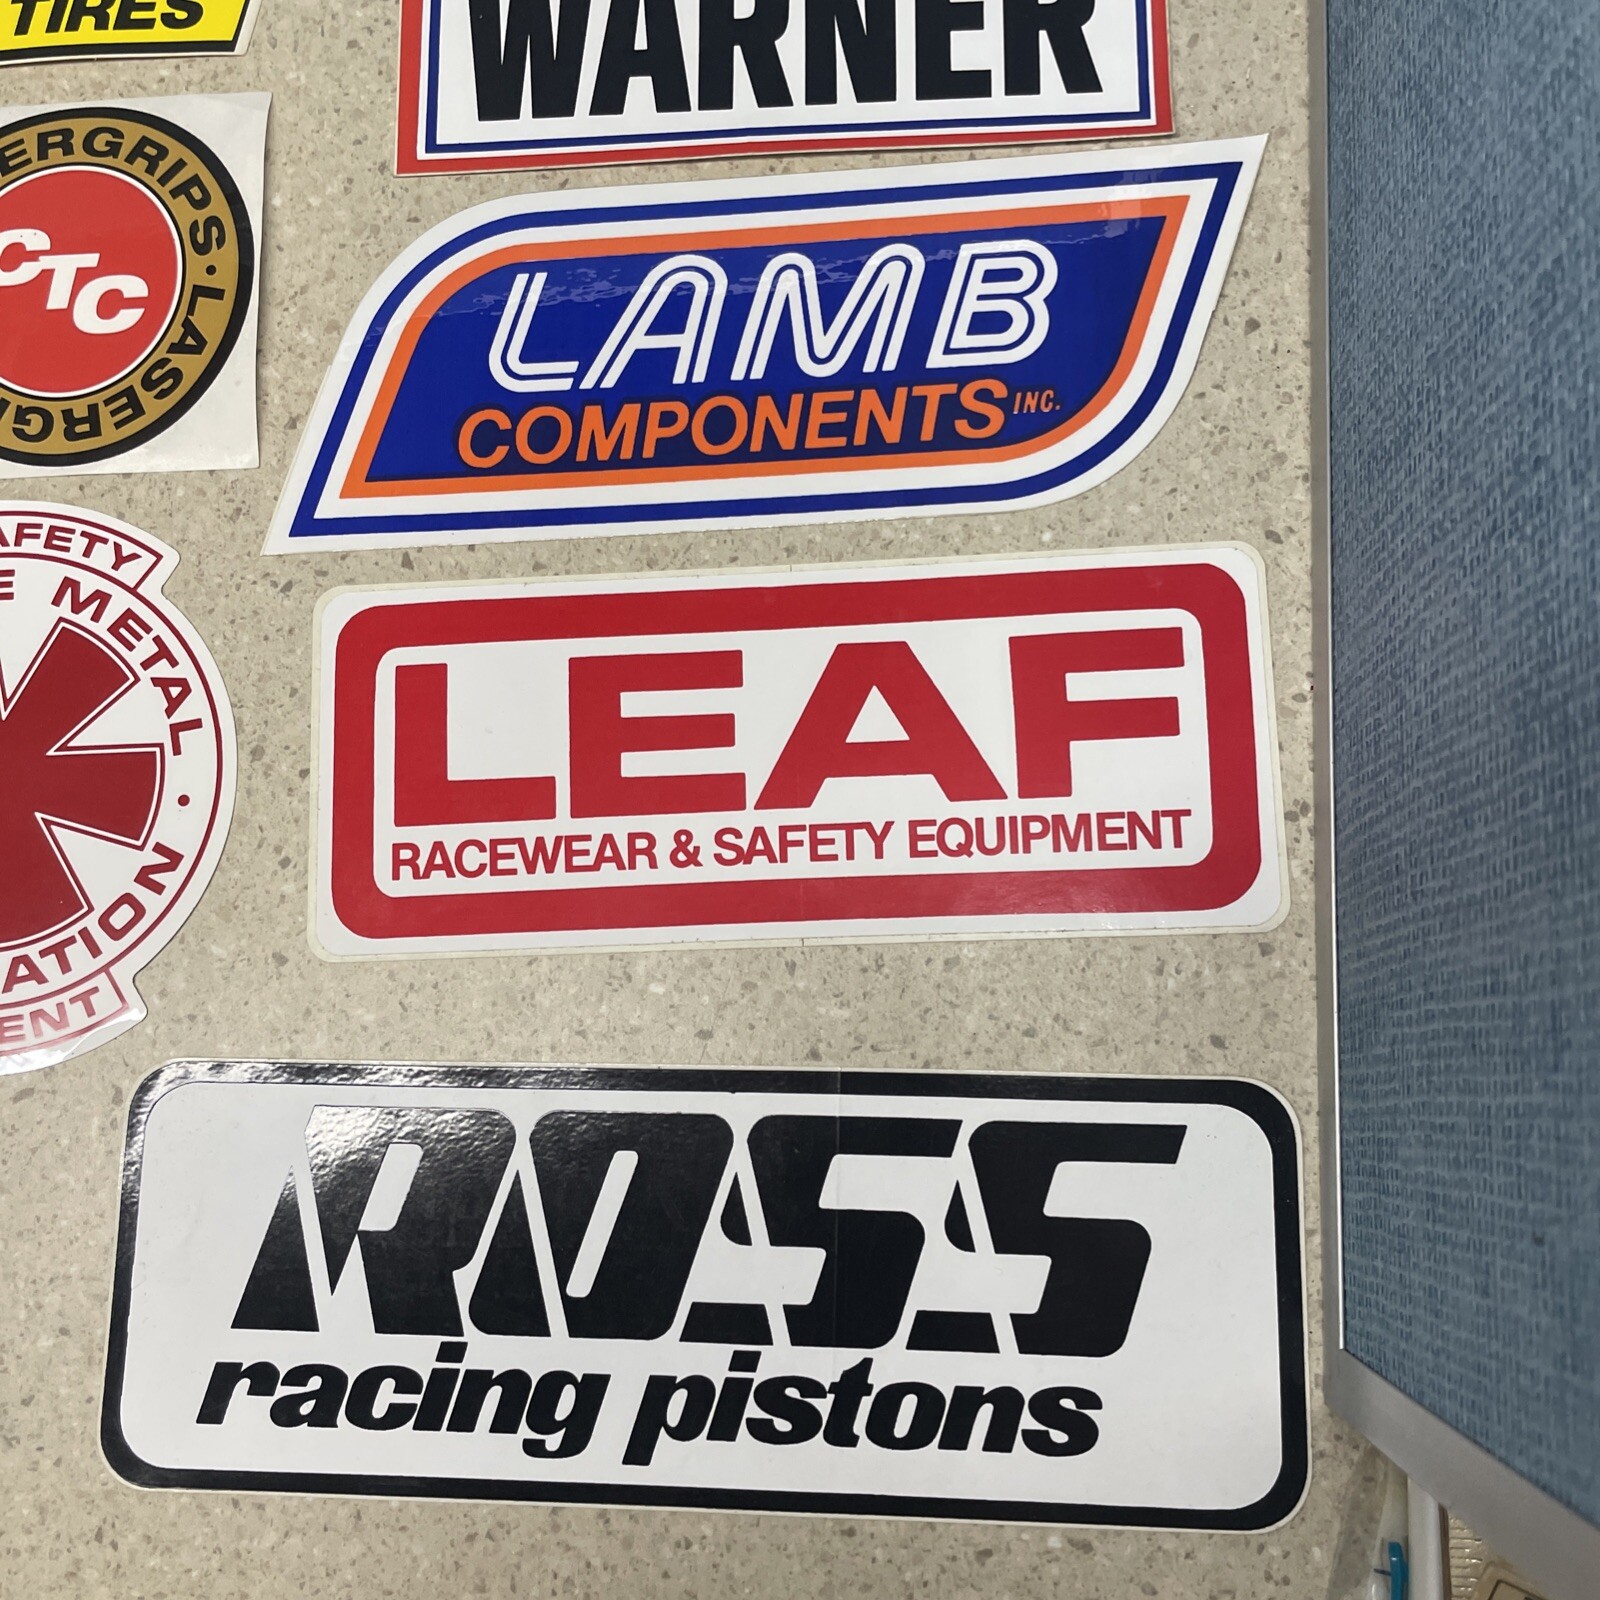 TIRES
WARNER
ERGRIPS · LASERG
CTC
LAMB
COMPONENTS INC.
AFETY
E METAL · N
ATION
ENT
LEAF
RACEWEAR & SAFETY EQUIPMENT
ROSS
racing pistons